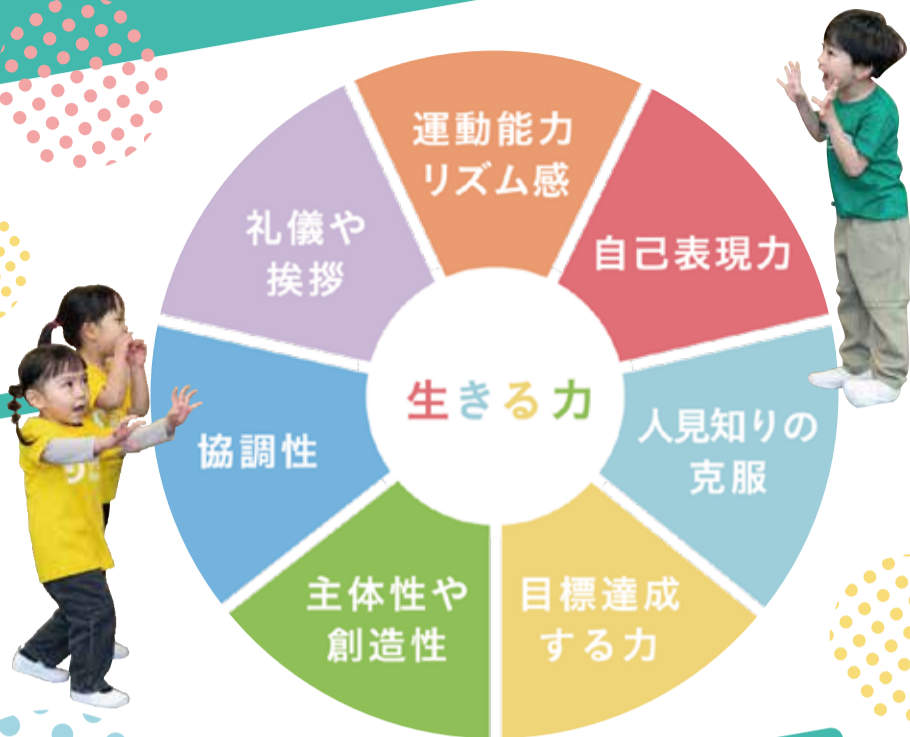 運動能力
リズム感
自己表現力
人見知りの
克服
目標達成
する力
主体性や
創造性
協調性
礼儀や
挨拶
生きる力